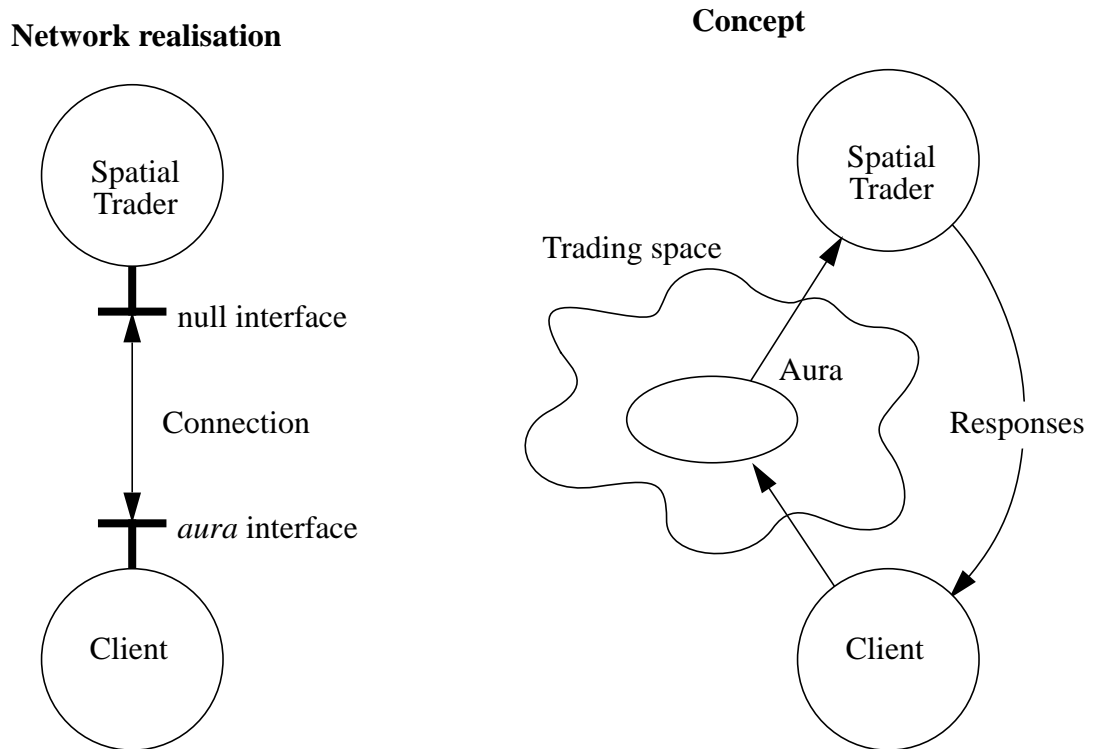 Network realisation
Spatial
Trader
null interface
Connection
aura interface
Client
Concept
Spatial
Trader
Trading space
Aura
Responses
Client